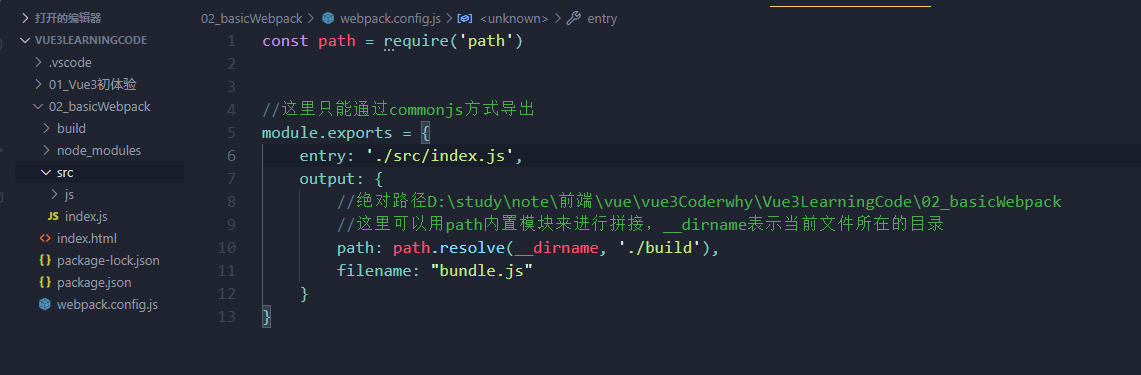 打开的编辑器
VUE3LEARNINGCODE
.vscode
01_Vue3初体验
02_basicWebpack
build
node_modules
src
js
JS index.js
index.html
package-lock.json
package.json
webpack.config.js
02_basicWebpack > webpack.config.js > <unknown> > entry
1 const path = require('path')
2
3
4 //这里只能通过commonjs方式导出
5 module.exports = {
6 entry: './src/index.js',
7 output: {
8 //绝对路径D:\study\note\前端\vue\vue3Coderwhy\Vue3LearningCode\02_basicWebpack
9 //这里可以用path内置模块来进行拼接，__dirname表示当前文件所在的目录
10 path: path.resolve(__dirname, './build'),
11 filename: "bundle.js"
12 }
13 }